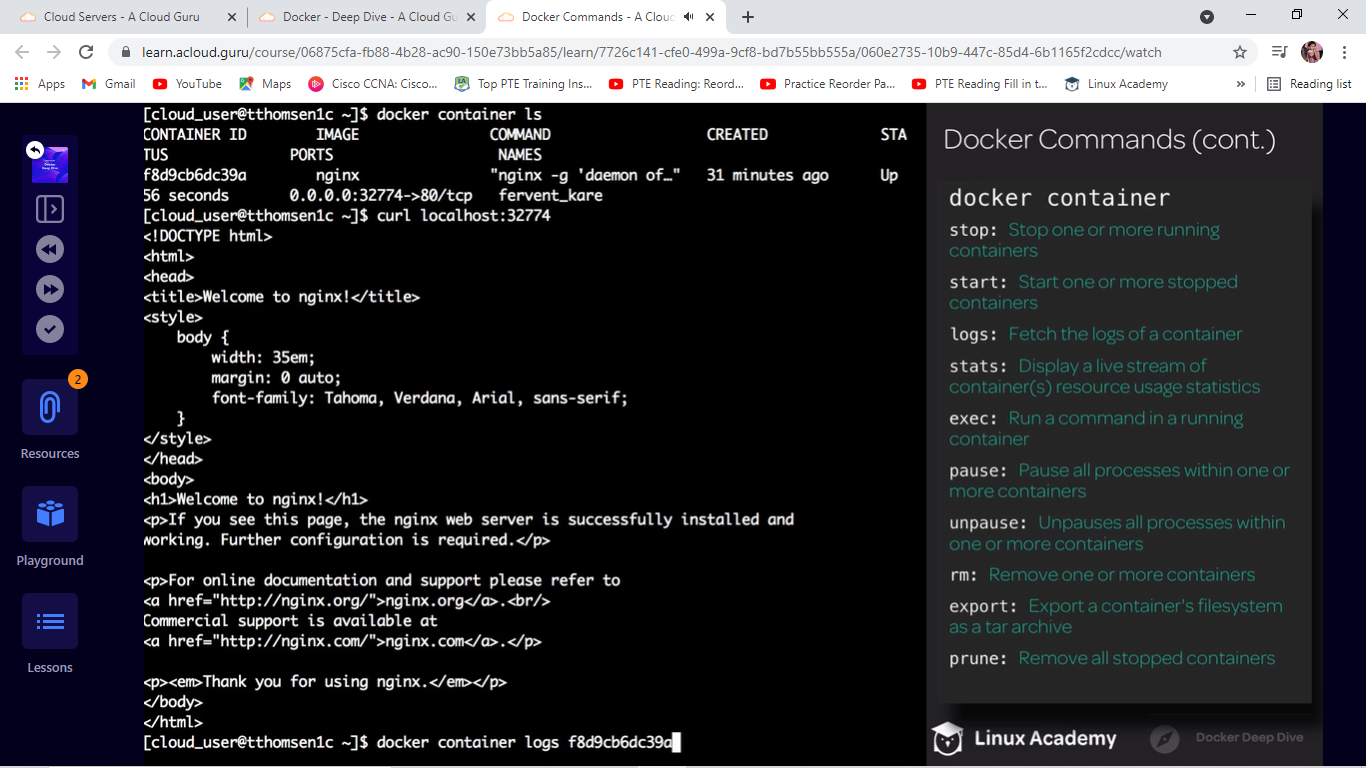 Cloud Servers - A Cloud Guru
Docker - Deep Dive - A Cloud Gu
Docker Commands - A Cloud
learn.acloud.guru/course/06875cfa-fb88-4b28-ac90-150e73bb5a85/learn/7726c141-cfe0-499a-9cf8-bd7b55bb555a/060e2735-10b9-447c-85d4-6b1165f2cdcc/watch
Apps
Gmail
YouTube
Maps
Cisco CCNA: Cisco...
Top PTE Training Ins...
PTE Reading: Reord...
Practice Reorder Pa...
PTE Reading Fill in t...
Linux Academy
»
Reading list
Docker
Deep Dive
2
Resources
Playground
Lessons
[cloud_user@tthomsen1c ~]$ docker container ls
CONTAINER ID IMAGE COMMAND CREATED STA
TUS PORTS NAMES
f8d9cb6dc39a nginx "nginx -g 'daemon of…" 31 minutes ago Up
56 seconds 0.0.0.0:32774->80/tcp fervent_kare
[cloud_user@tthomsen1c ~]$ curl localhost:32774
<!DOCTYPE html>
<html>
<head>
<title>Welcome to nginx!</title>
<style>
body {
width: 35em;
margin: 0 auto;
font-family: Tahoma, Verdana, Arial, sans-serif;
}
</style>
</head>
<body>
<h1>Welcome to nginx!</h1>
<p>If you see this page, the nginx web server is successfully installed and
working. Further configuration is required.</p>
<p>For online documentation and support please refer to
<a href="http://nginx.org/">nginx.org</a>.<br/>
Commercial support is available at
<a href="http://nginx.com/">nginx.com</a>.</p>
<p><em>Thank you for using nginx.</em></p>
</body>
</html>
[cloud_user@tthomsen1c ~]$ docker container logs f8d9cb6dc39a
Docker Commands (cont.)
docker container
stop: Stop one or more running
containers
start: Start one or more stopped
containers
logs: Fetch the logs of a container
stats: Display a live stream of
container(s) resource usage statistics
exec: Run a command in a running
container
pause: Pause all processes within one or
more containers
unpause: Unpauses all processes within
one or more containers
rm: Remove one or more containers
export: Export a container's filesystem
as a tar archive
prune: Remove all stopped containers
Linux Academy
Docker Deep Dive